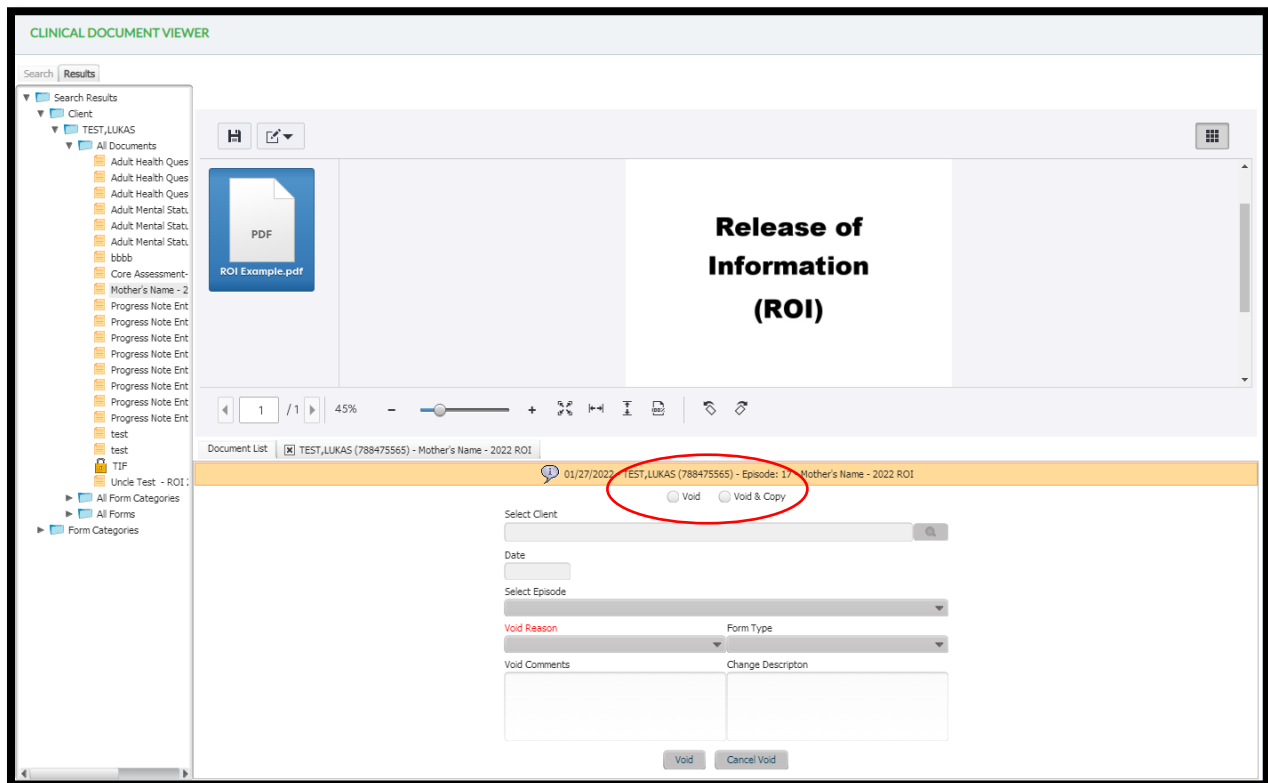 CLINICAL DOCUMENT VIEWER
Search Results
Search Results
Client
TEST,LUKAS
All Documents
Adult Health Ques
Adult Health Ques
Adult Health Ques
Adult Mental Statu
Adult Mental Statu
Adult Mental Statu
bbbb
Core Assessment-
Mother's Name - 2
Progress Note Ent
Progress Note Ent
Progress Note Ent
Progress Note Ent
Progress Note Ent
Progress Note Ent
Progress Note Ent
Progress Note Ent
test
test
TIF
Uncle Test - ROI 2
All Form Categories
All Forms
Form Categories
PDF
ROI Example.pdf
Release of
Information
(ROI)
1 / 1 45%
Document List TEST,LUKAS (788475565) - Mother's Name - 2022 ROI
01/27/2022 - TEST,LUKAS (788475565) - Episode: 17 - Mother's Name - 2022 ROI
Void Void & Copy
Select Client
Date
Select Episode
Void Reason Form Type
Void Comments Change Descripton
Void Cancel Void